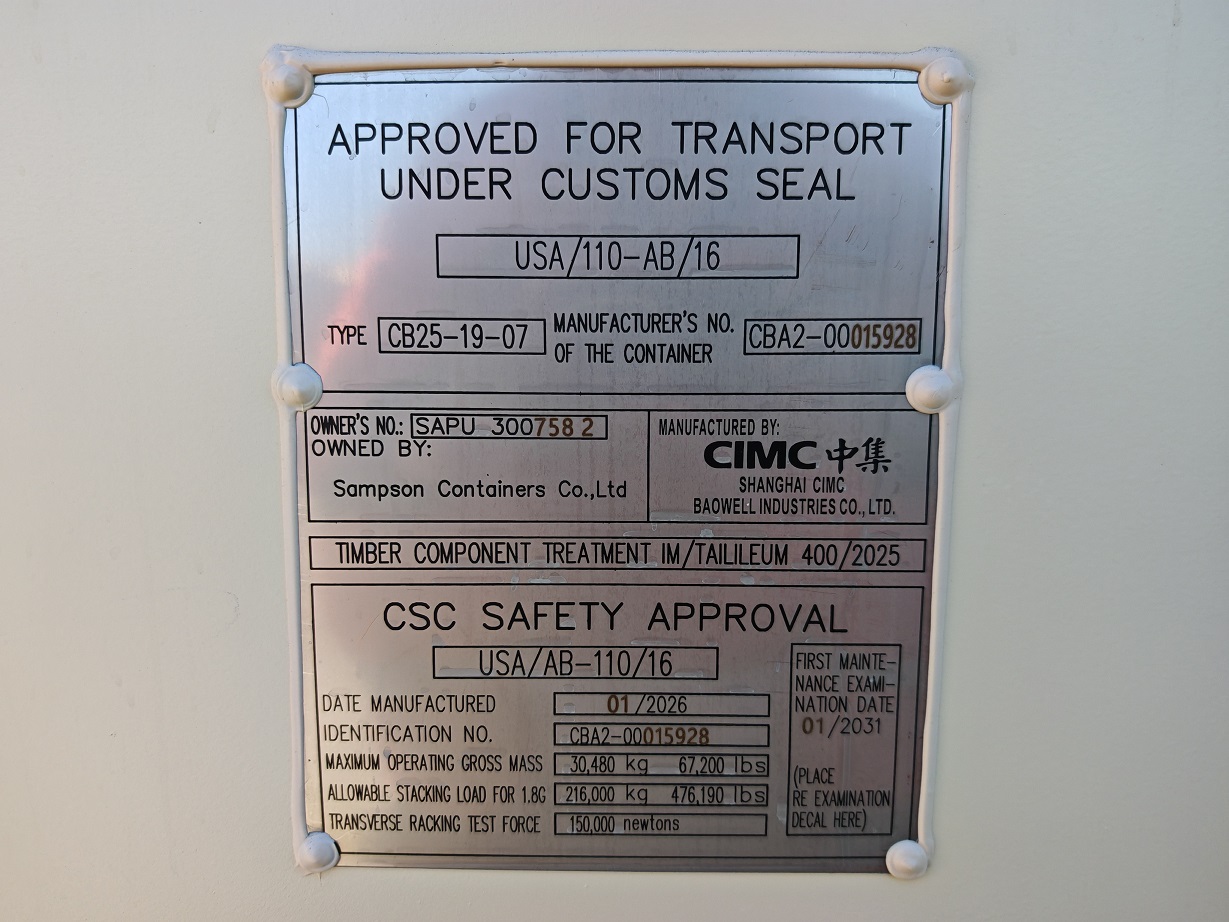 APPROVED FOR TRANSPORT
UNDER CUSTOMS SEAL
USA/110-AB/16
TYPE CB25-19-07
MANUFACTURER'S NO.
OF THE CONTAINER
CBA2-00015928
OWNER'S NO.: SAPU 300758 2
OWNED BY:
Sampson Containers Co.,Ltd
MANUFACTURED BY:
CIMC 中集
SHANGHAI CIMC
BAOWELL INDUSTRIES CO., LTD.
TIMBER COMPONENT TREATMENT IM/TAILILEUM 400/2025
CSC SAFETY APPROVAL
USA/AB-110/16
DATE MANUFACTURED 01/2026
IDENTIFICATION NO. CBA2-00015928
MAXIMUM OPERATING GROSS MASS 30,480 kg 67,200 lbs
ALLOWABLE STACKING LOAD FOR 1.8G 216,000 kg 476,190 lbs
TRANSVERSE RACKING TEST FORCE 150,000 newtons
FIRST MAINTE-
NANCE EXAMI-
NATION DATE
01/2031
(PLACE
RE EXAMINATION
DECAL HERE)